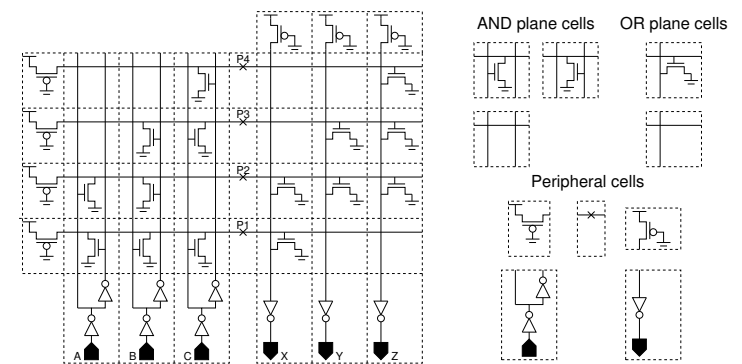 AND plane cells
OR plane cells
P4
P3
P2
Peripheral cells
P1
A
B
C
X
Y
Z